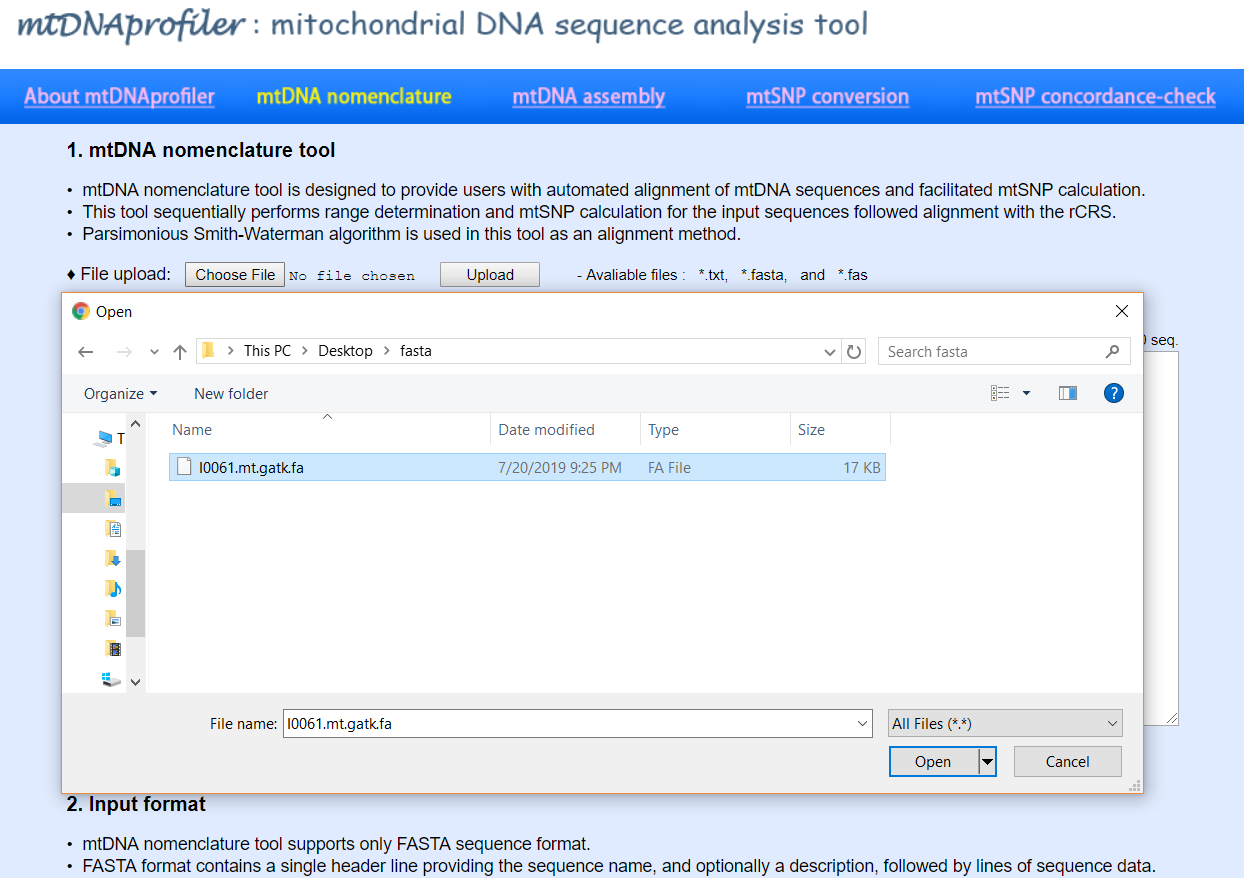 mtDNAprofiler : mitochondrial DNA sequence analysis tool
About mtDNAprofiler mtDNA nomenclature mtDNA assembly mtSNP conversion mtSNP concordance-check
1. mtDNA nomenclature tool
• mtDNA nomenclature tool is designed to provide users with automated alignment of mtDNA sequences and facilitated mtSNP calculation.
• This tool sequentially performs range determination and mtSNP calculation for the input sequences followed alignment with the rCRS.
• Parsimonious Smith-Waterman algorithm is used in this tool as an alignment method.
♦ File upload: Choose File No file chosen Upload - Avaliable files : *.txt, *.fasta, and *.fas
Open
seq.
This PC > Desktop > fasta
Search fasta
Organize New folder
Name Date modified Type Size
T
I0061.mt.gatk.fa 7/20/2019 9:25 PM FA File 17 KB
File name: I0061.mt.gatk.fa All Files (*.*)
Open Cancel
2. Input format
• mtDNA nomenclature tool supports only FASTA sequence format.
• FASTA format contains a single header line providing the sequence name, and optionally a description, followed by lines of sequence data.